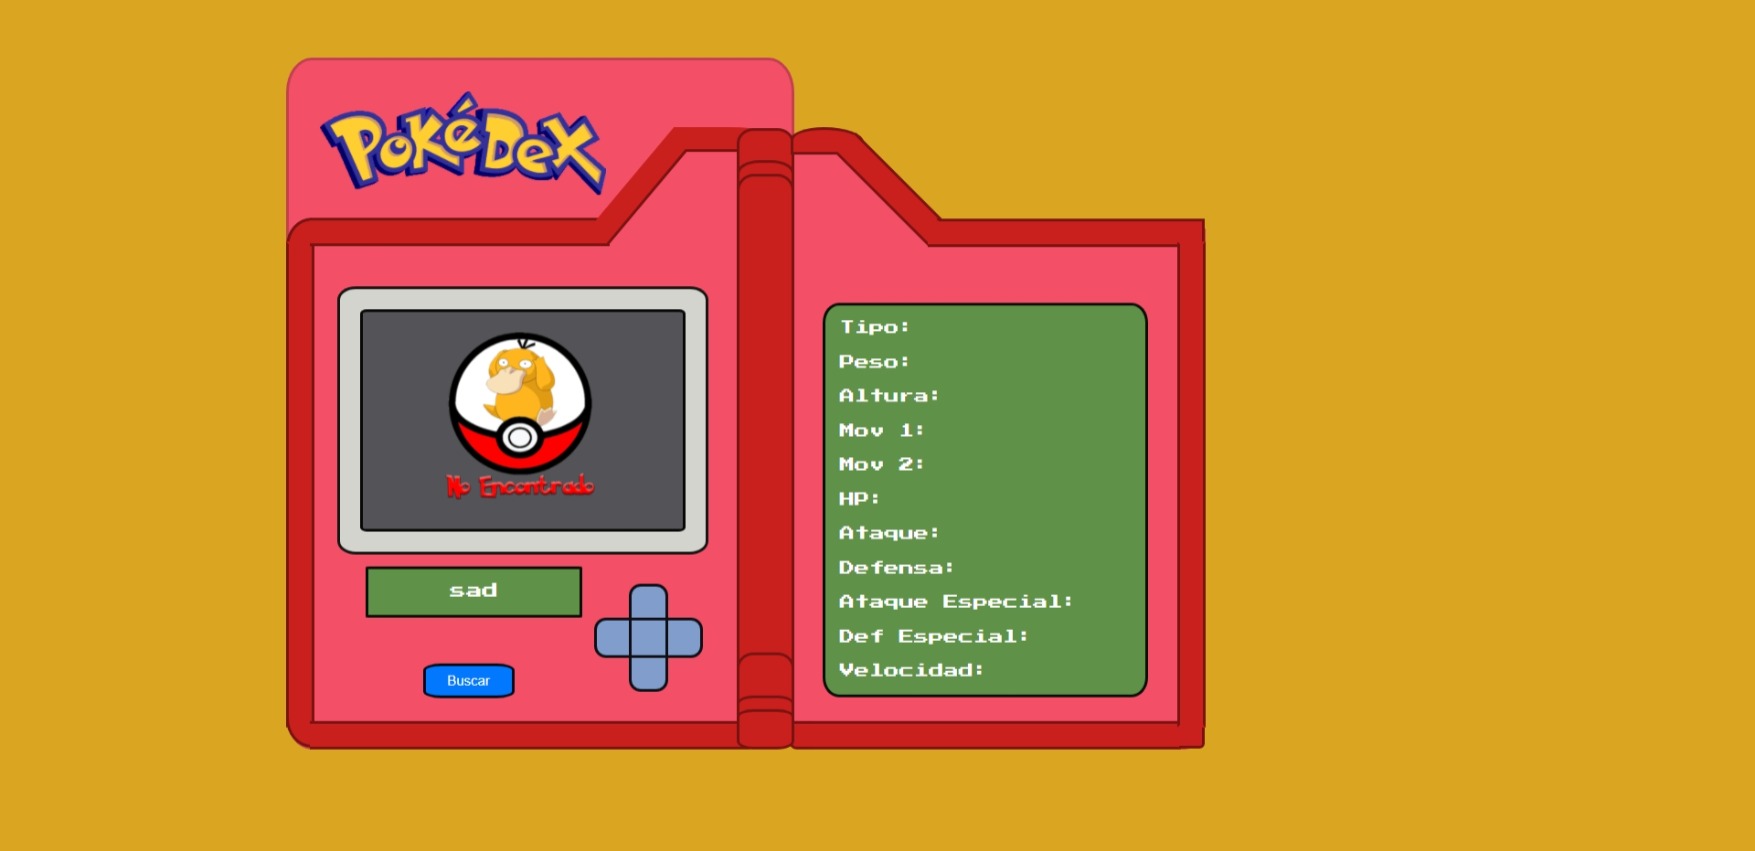 PokéDex
No Encontrado
sad
Buscar
Tipo:
Peso:
Altura:
Mov 1:
Mov 2:
HP:
Ataque:
Defensa:
Ataque Especial:
Def Especial:
Velocidad: